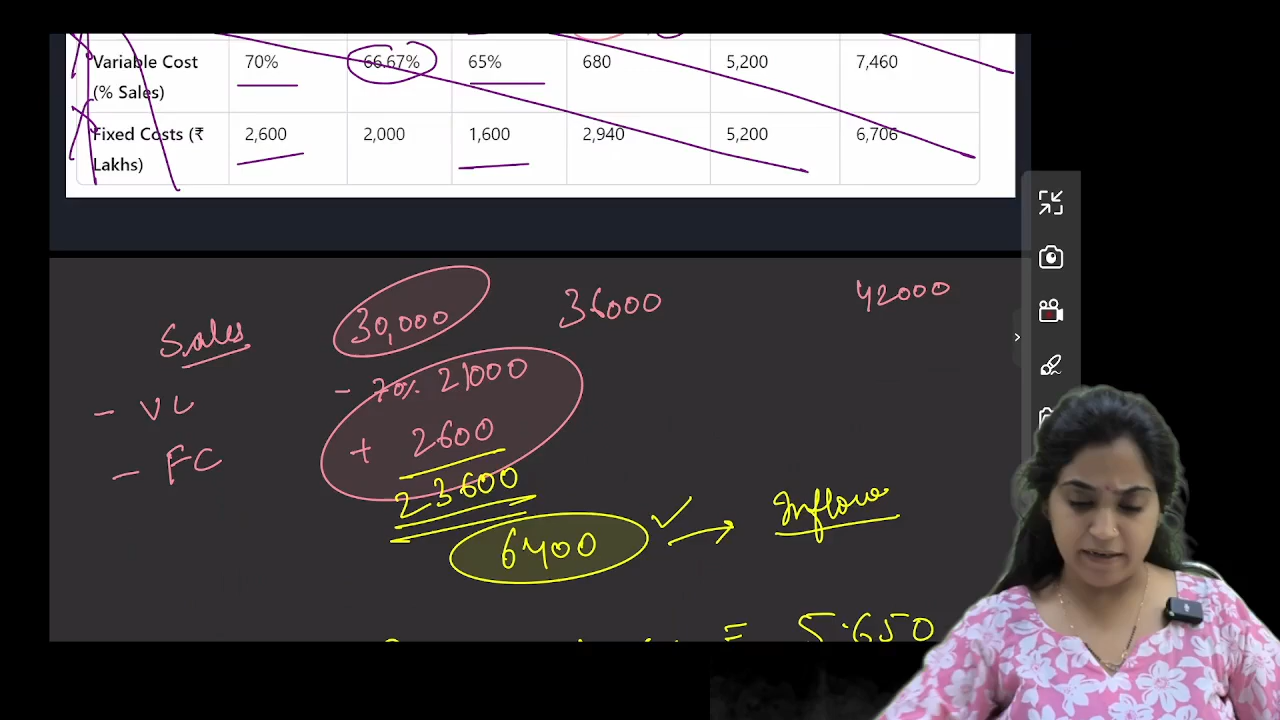 Variable Cost (% Sales) 70% 66.67% 65% 680 5,200 7,460
Fixed Costs (₹ Lakhs) 2,600 2,000 1,600 2,940 5,200 6,706
Sales 30,000 36000 42000
- VC - 70% 21000
- FC + 2600
23600
6400 ✓ → Inflow
= 5.650